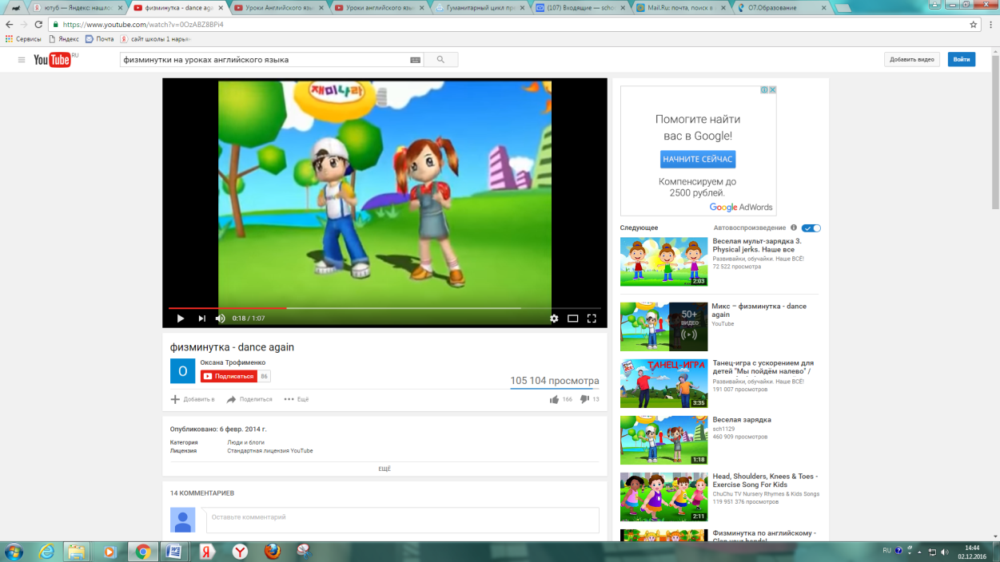 ютуб — Яндекс: нашлос
физминутка - dance aga
Уроки Английского язы
Уроки английского язы
Гуманитарный цикл пре
(107) Входящие — scho
Mail.Ru: почта, поиск в
О7.Образование
https://www.youtube.com/watch?v=0OzABZ8BPi4
Сервисы
Яндекс
Почта
сайт школы 1 нарьян
YouTube RU
физминутки на уроках английского языка
Добавить видео
Войти
재미나라
0:18 / 1:07
физминутка - dance again
О
Оксана Трофименко
Подписаться 86
105 104 просмотра
Добавить в
Поделиться
Ещё
166
13
Опубликовано: 6 февр. 2014 г.
Категория Люди и блоги
Лицензия Стандартная лицензия YouTube
ЕЩЁ
14 КОММЕНТАРИЕВ
Оставьте комментарий
Помогите найти
вас в Google!
НАЧНИТЕ СЕЙЧАС
Компенсируем до
2500 рублей.
Google AdWords
Следующее
Автовоспроизведение
Веселая мульт-зарядка 3.
Physical jerks. Наше все
Развивайки, обучайки. Наше ВСЁ!
72 522 просмотра
2:03
Микс – физминутка - dance
again
YouTube
50+
ВИДЕО
Танец-игра с ускорением для
детей "Мы пойдём налево" /
Развивайки, обучайки. Наше ВСЁ!
191 007 просмотров
ТАНЕЦ-ИГРА
3:35
Веселая зарядка
sch1129
460 909 просмотров
1:18
Head, Shoulders, Knees & Toes -
Exercise Song For Kids
ChuChu TV Nursery Rhymes & Kids Songs
119 951 376 просмотров
2:11
Физминутка по английскому -
Clap your hands!
RU
14:44
02.12.2016